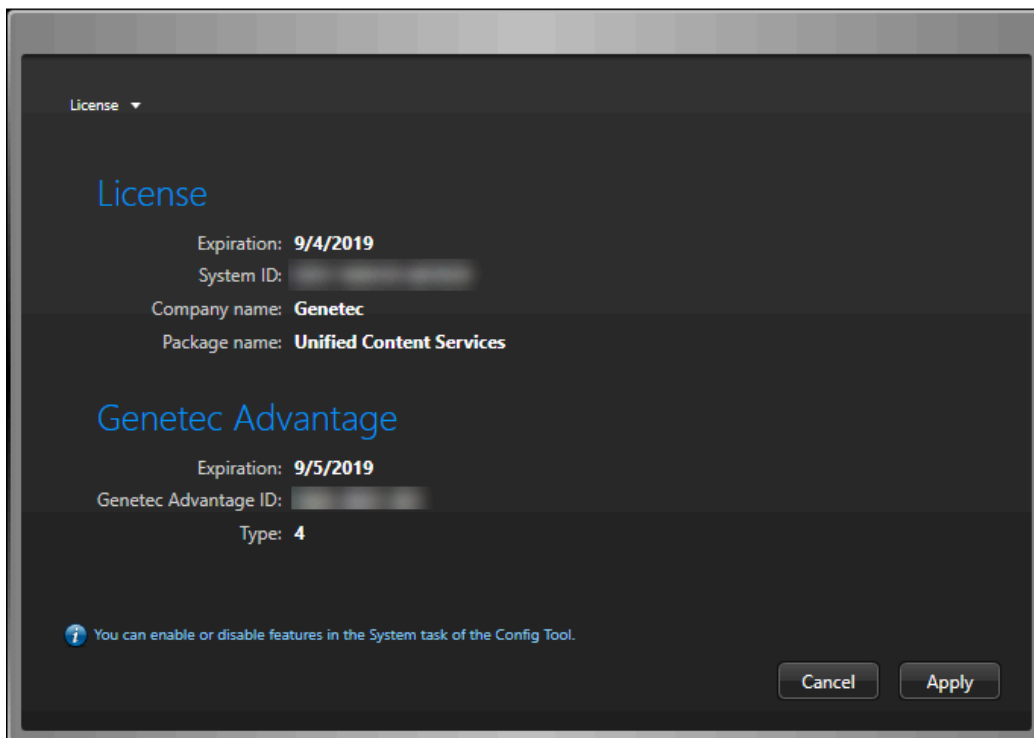 License
License
Expiration: 9/4/2019
System ID:
Company name: Genetec
Package name: Unified Content Services
Genetec Advantage
Expiration: 9/5/2019
Genetec Advantage ID:
Type: 4
You can enable or disable features in the System task of the Config Tool.
Cancel Apply